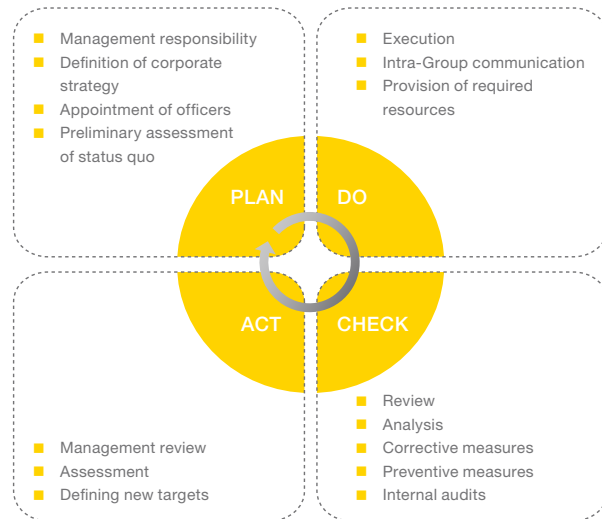 Management responsibility
Definition of corporate
strategy
Appointment of officers
Preliminary assessment
of status quo
Execution
Intra-Group communication
Provision of required
resources
PLAN
DO
ACT
CHECK
Management review
Assessment
Defining new targets
Review
Analysis
Corrective measures
Preventive measures
Internal audits